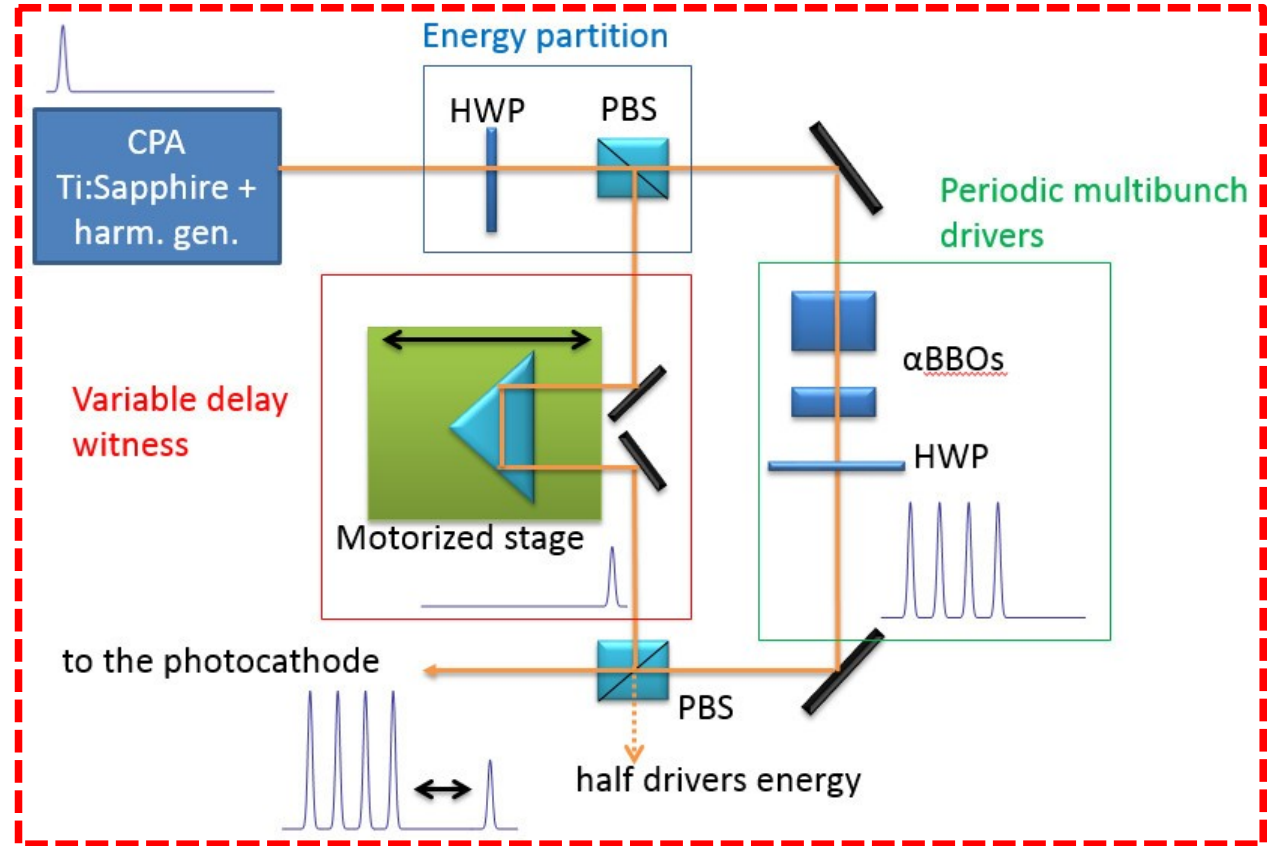 Energy partition
HWP
PBS
CPA
Ti:Sapphire +
harm. gen.
Periodic multibunch
drivers
αBBOs
HWP
Variable delay
witness
Motorized stage
to the photocathode
PBS
half drivers energy